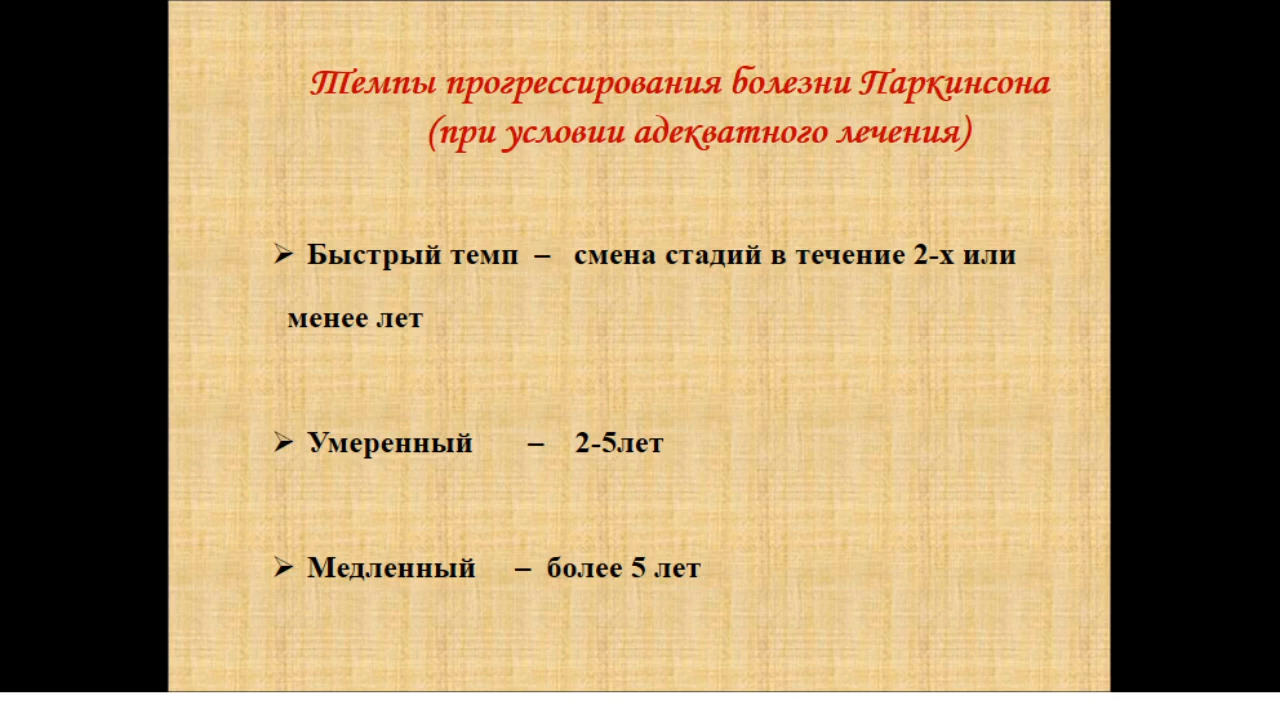 Темпы прогрессирования болезни Паркинсона
(при условии адекватного лечения)
➢ Быстрый темп – смена стадий в течение 2-х или
менее лет
➢ Умеренный – 2-5лет
➢ Медленный – более 5 лет